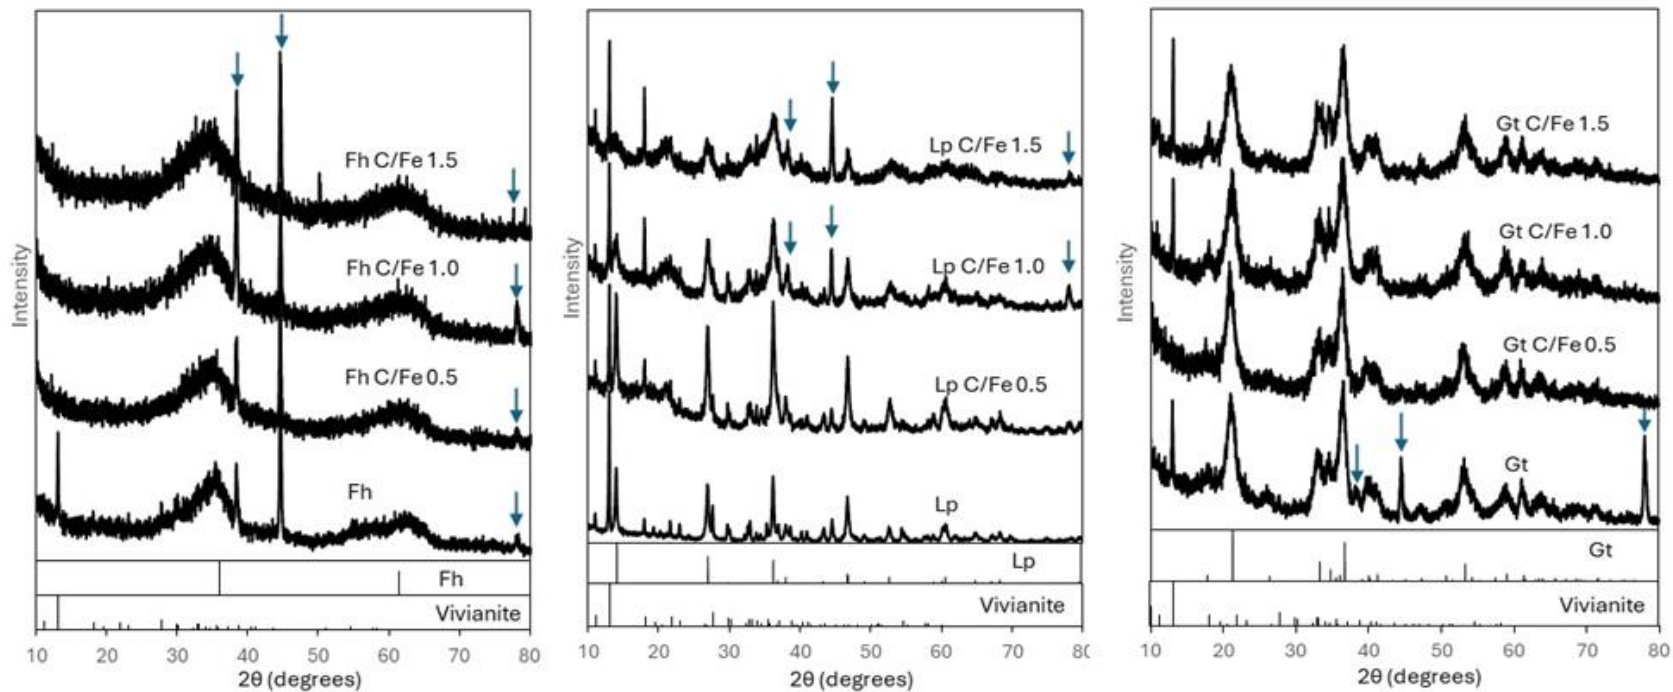 Intensity
Fh C/Fe 1.5
Fh C/Fe 1.0
Fh C/Fe 0.5
Fh
Fh
Vivianite
10 20 30 40 50 60 70 80
2θ (degrees)
Intensity
Lp C/Fe 1.5
Lp C/Fe 1.0
Lp C/Fe 0.5
Lp
Lp
Vivianite
10 20 30 40 50 60 70 80
2θ (degrees)
Intensity
Gt C/Fe 1.5
Gt C/Fe 1.0
Gt C/Fe 0.5
Gt
Gt
Vivianite
10 20 30 40 50 60 70 80
2θ (degrees)